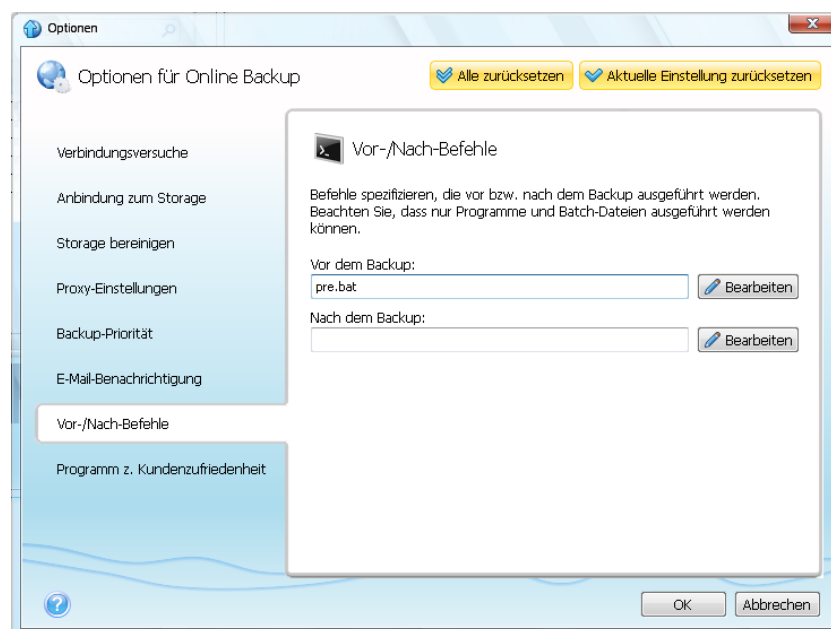 Optionen
Optionen für Online Backup
Alle zurücksetzen
Aktuelle Einstellung zurücksetzen
Verbindungsversuche
Anbindung zum Storage
Storage bereinigen
Proxy-Einstellungen
Backup-Priorität
E-Mail-Benachrichtigung
Vor-/Nach-Befehle
Programm z. Kundenzufriedenheit
Vor-/Nach-Befehle
Befehle spezifizieren, die vor bzw. nach dem Backup ausgeführt werden.
Beachten Sie, dass nur Programme und Batch-Dateien ausgeführt werden
können.
Vor dem Backup:
pre.bat
Bearbeiten
Nach dem Backup:
Bearbeiten
OK
Abbrechen